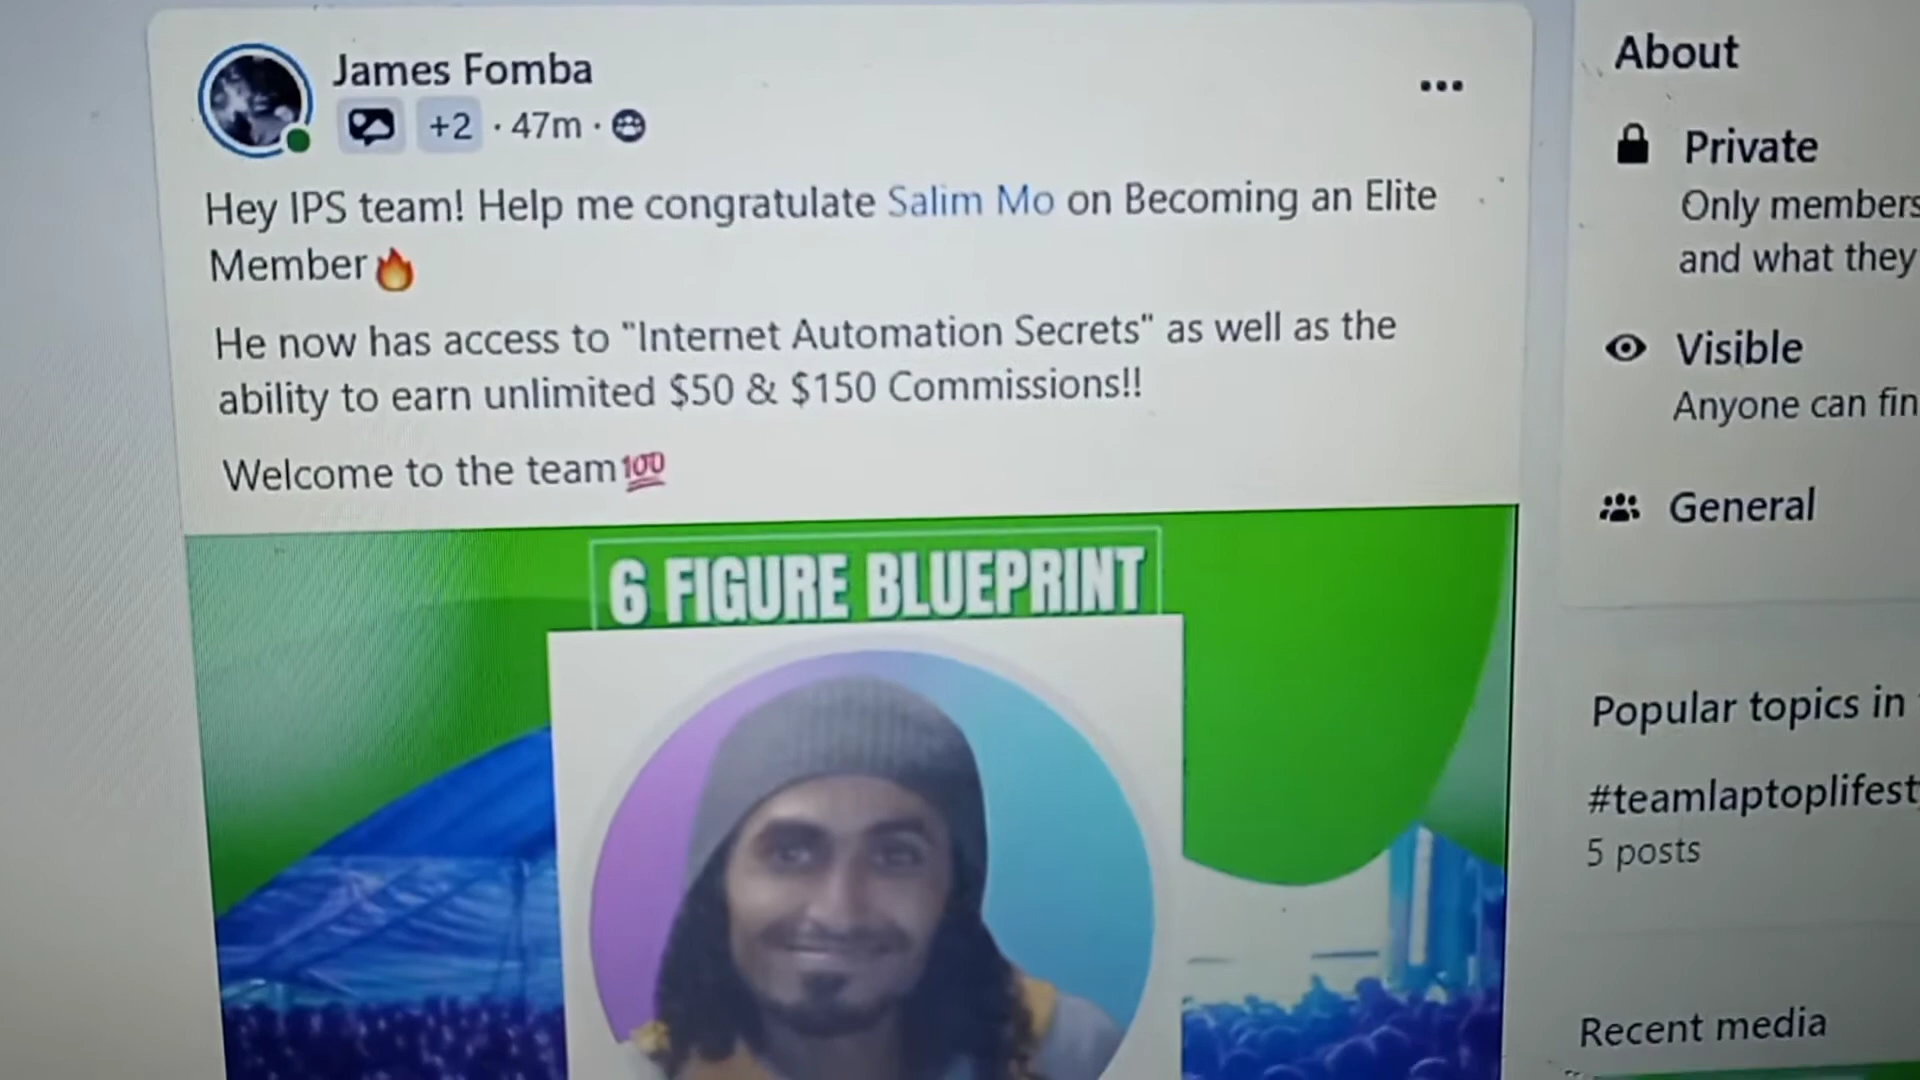 James Fomba
+2 · 47m ·
Hey IPS team! Help me congratulate Salim Mo on Becoming an Elite
Member🔥
He now has access to "Internet Automation Secrets" as well as the
ability to earn unlimited $50 & $150 Commissions!!
Welcome to the team💯
6 FIGURE BLUEPRINT
About
Private
Only members
and what they
Visible
Anyone can fin
General
Popular topics in
#teamlaptoplifest
5 posts
Recent media